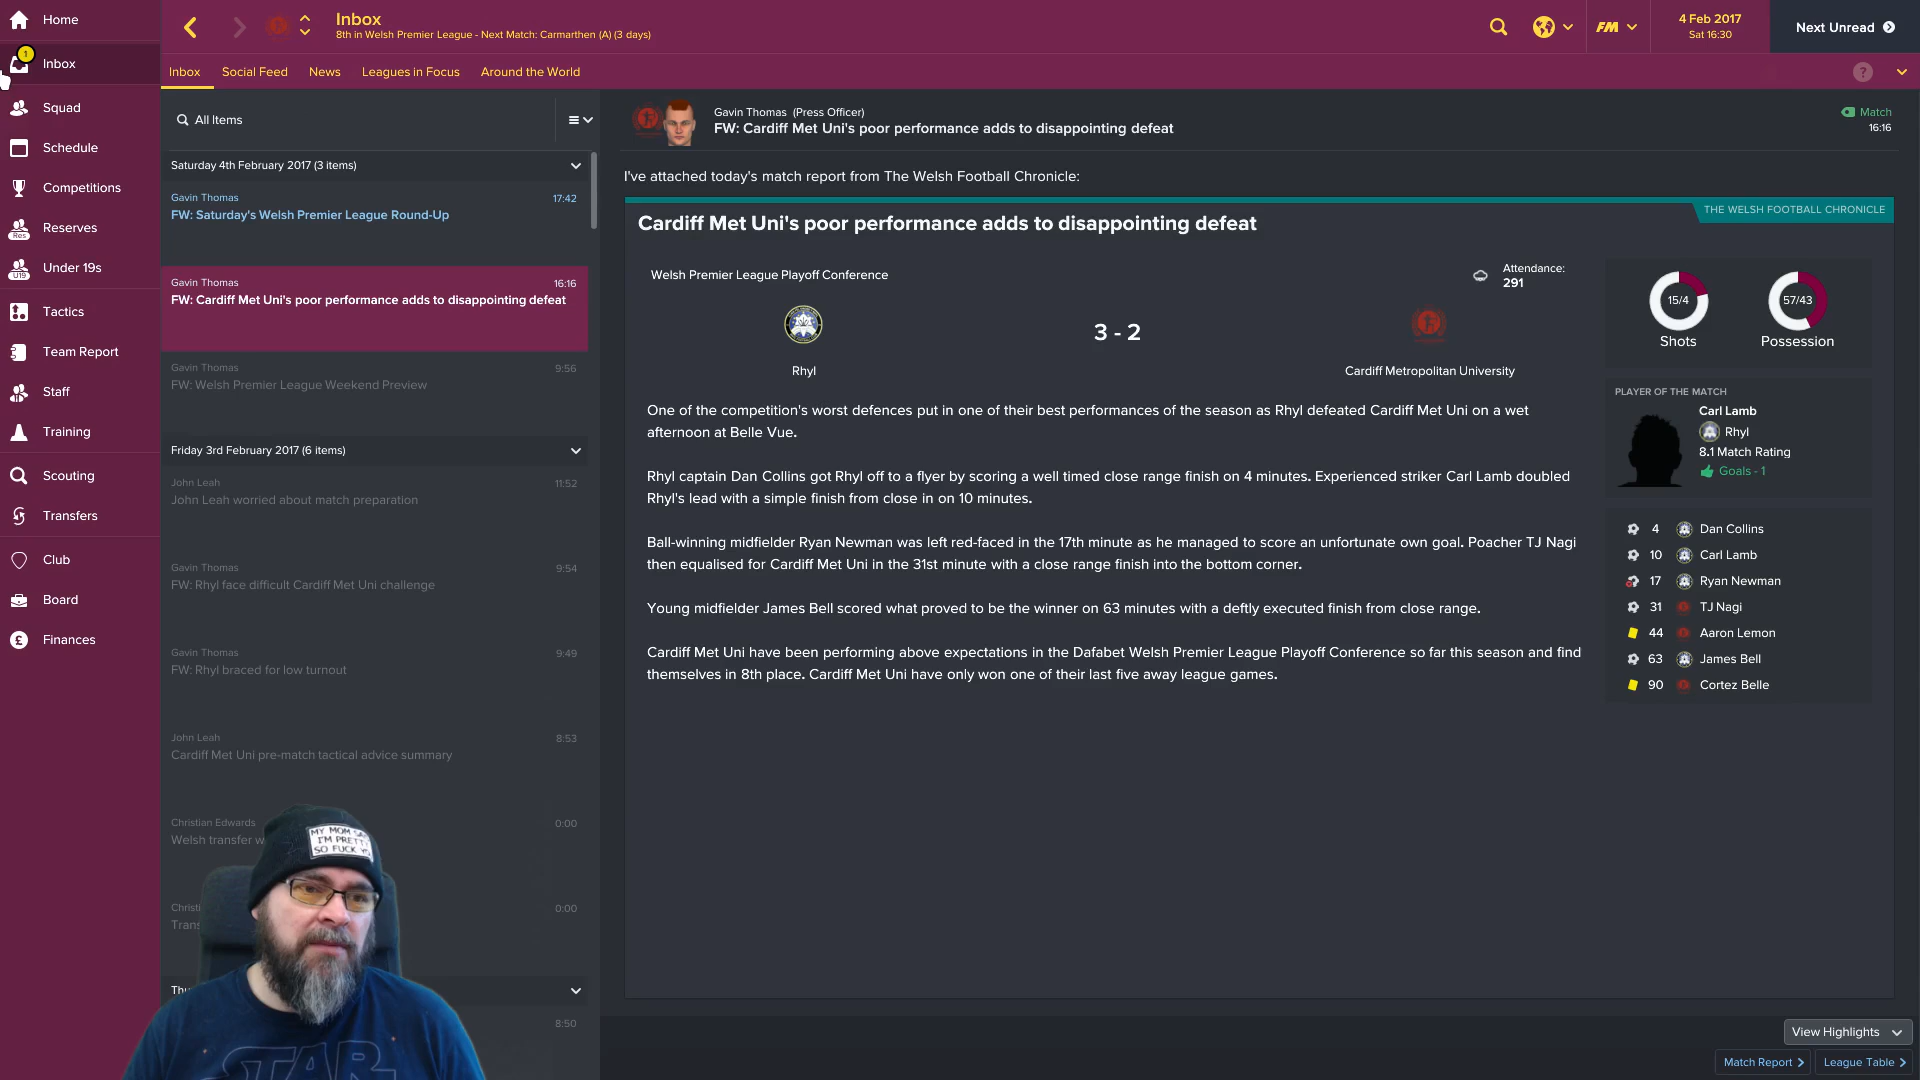 Home
1
Inbox
Squad
Schedule
Competitions
Reserves
Under 19s
Tactics
Team Report
Staff
Training
Scouting
Transfers
Club
Board
Finances
Inbox
8th in Welsh Premier League - Next Match: Carmarthen (A) (3 days)
FM
4 Feb 2017
Sat 16:30
Next Unread
Inbox
Social Feed
News
Leagues in Focus
Around the World
?
All Items
Saturday 4th February 2017 (3 items)
Gavin Thomas 17:42
FW: Saturday's Welsh Premier League Round-Up
Gavin Thomas 16:16
FW: Cardiff Met Uni's poor performance adds to disappointing defeat
Gavin Thomas 9:56
FW: Welsh Premier League Weekend Preview
Friday 3rd February 2017 (6 items)
John Leah 11:52
John Leah worried about match preparation
Gavin Thomas 9:54
FW: Rhyl face difficult Cardiff Met Uni challenge
Gavin Thomas 9:49
FW: Rhyl braced for low turnout
John Leah 8:53
Cardiff Met Uni pre-match tactical advice summary
Christian Edwards 0:00
Welsh transfer w
Christi 0:00
Trans
Thu
8:50
MY MOM SA
I'M PRETTY
SO FUCK YO
STAR
Gavin Thomas (Press Officer)
FW: Cardiff Met Uni's poor performance adds to disappointing defeat
Match
16:16
I've attached today's match report from The Welsh Football Chronicle:
THE WELSH FOOTBALL CHRONICLE
Cardiff Met Uni's poor performance adds to disappointing defeat
Welsh Premier League Playoff Conference
Attendance:
291
3 - 2
Rhyl
Cardiff Metropolitan University
One of the competition's worst defences put in one of their best performances of the season as Rhyl defeated Cardiff Met Uni on a wet
afternoon at Belle Vue.
Rhyl captain Dan Collins got Rhyl off to a flyer by scoring a well timed close range finish on 4 minutes. Experienced striker Carl Lamb doubled
Rhyl's lead with a simple finish from close in on 10 minutes.
Ball-winning midfielder Ryan Newman was left red-faced in the 17th minute as he managed to score an unfortunate own goal. Poacher TJ Nagi
then equalised for Cardiff Met Uni in the 31st minute with a close range finish into the bottom corner.
Young midfielder James Bell scored what proved to be the winner on 63 minutes with a deftly executed finish from close range.
Cardiff Met Uni have been performing above expectations in the Dafabet Welsh Premier League Playoff Conference so far this season and find
themselves in 8th place. Cardiff Met Uni have only won one of their last five away league games.
15/4
Shots
57/43
Possession
PLAYER OF THE MATCH
Carl Lamb
Rhyl
8.1 Match Rating
Goals - 1
4 Dan Collins
10 Carl Lamb
17 Ryan Newman
31 TJ Nagi
44 Aaron Lemon
63 James Bell
90 Cortez Belle
View Highlights
Match Report
League Table